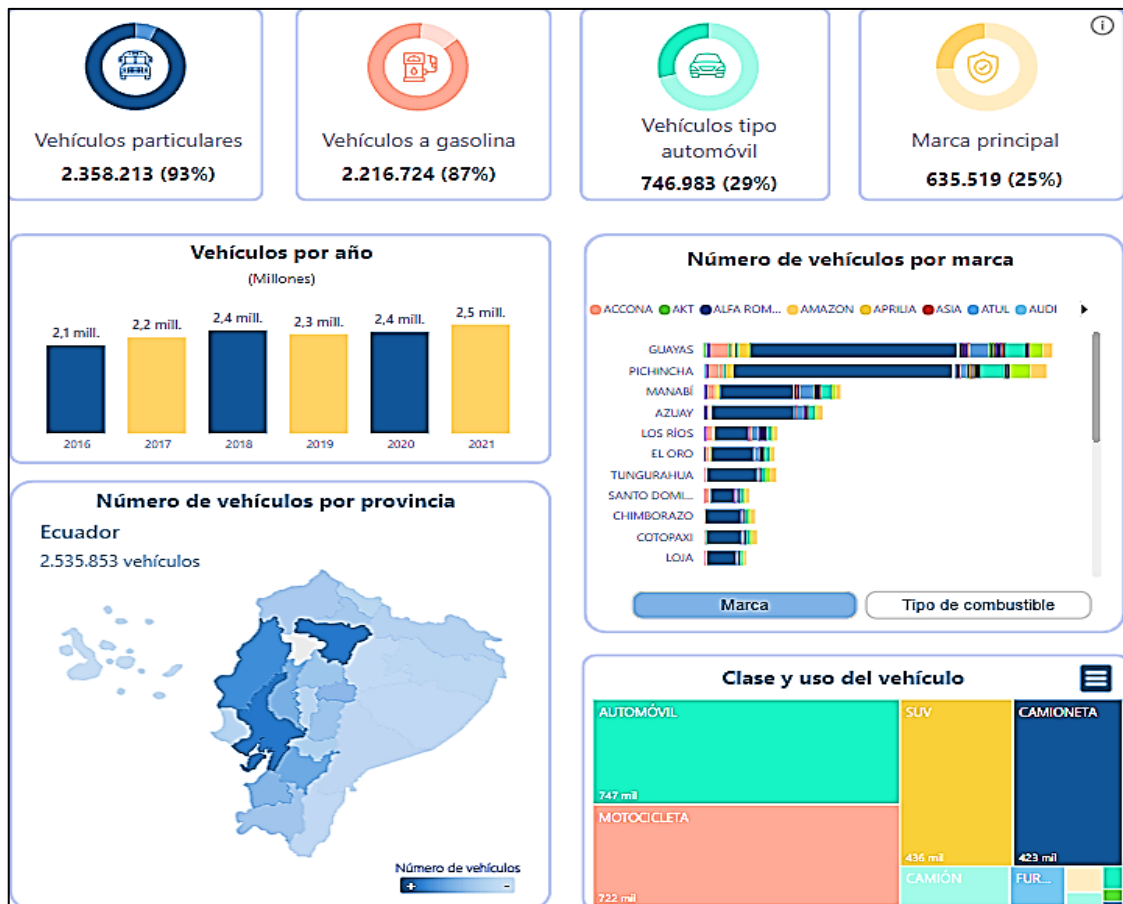 Vehículos particulares
2.358.213 (93%)
Vehículos a gasolina
2.216.724 (87%)
Vehículos tipo
automóvil
746.983 (29%)
Marca principal
635.519 (25%)
Vehículos por año
(Millones)
2,1 mill.
2,2 mill.
2,4 mill.
2,3 mill.
2,4 mill.
2,5 mill.
2016
2017
2018
2019
2020
2021
Número de vehículos por marca
ACCONA AKT ALFA ROM... AMAZON APRILIA ASIA ATUL AUDI
GUAYAS
PICHINCHA
MANABÍ
AZUAY
LOS RÍOS
EL ORO
TUNGURAHUA
SANTO DOMI...
CHIMBORAZO
COTOPAXI
LOJA
Marca
Tipo de combustible
Número de vehículos por provincia
Ecuador
2.535.853 vehículos
Número de vehículos
+ -
Clase y uso del vehículo
AUTOMÓVIL
747 mil
MOTOCICLETA
722 mil
SUV
436 mil
CAMIONETA
423 mil
CAMIÓN
FUR...